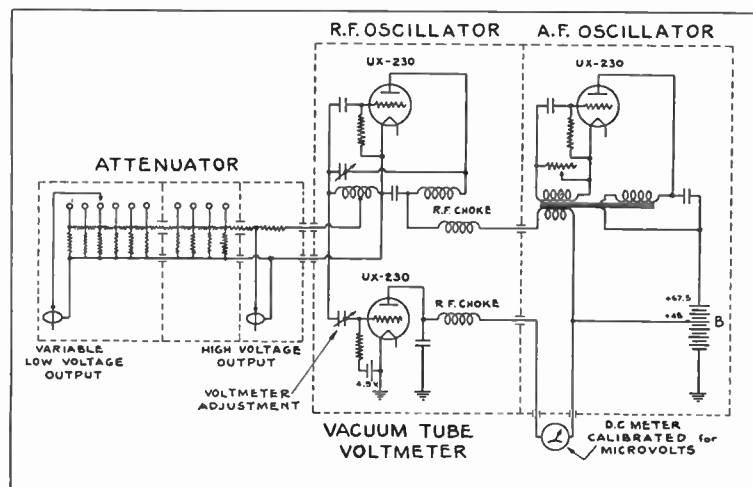 R.F. OSCILLATOR
A.F. OSCILLATOR
UX-230
UX-230
ATTENUATOR
R.F. CHOKE
UX-230
R.F. CHOKE
+67.5
+45
B
4.5V
VARIABLE
LOW VOLTAGE
OUTPUT
HIGH VOLTAGE
OUTPUT
VOLTMETER
ADJUSTMENT
VACUUM TUBE
VOLTMETER
D.C. METER
CALIBRATED for
MICROVOLTS